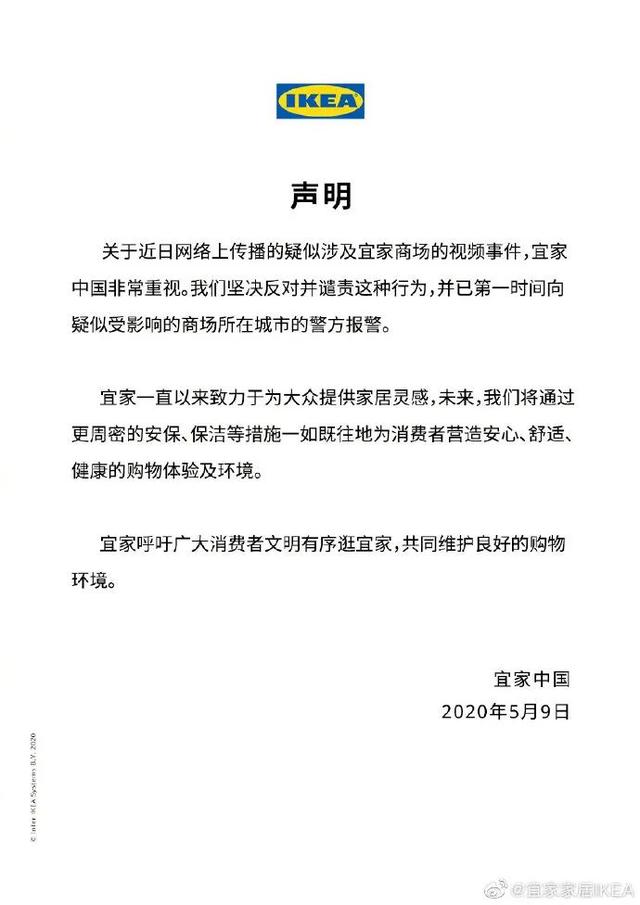 IKEA
声明
关于近日网络上传播的疑似涉及宜家商场的视频事件，宜家
中国非常重视。我们坚决反对并谴责这种行为，并已第一时间向
疑似受影响的商场所在城市的警方报警。
宜家一直以来致力于为大众提供家居灵感，未来，我们将通过
更周密的安保、保洁等措施一如既往地为消费者营造安心、舒适、
健康的购物体验及环境。
宜家呼吁广大消费者文明有序逛宜家，共同维护良好的购物
环境。
宜家中国
2020年5月9日
© Inter IKEA Systems B.V. 2020
@宜家家居IKEA